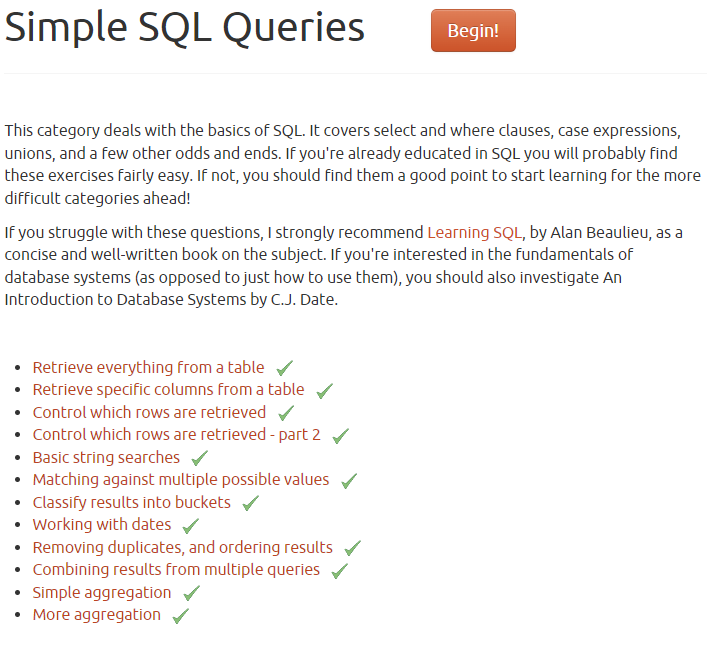 Simple SQL Queries
Begin!
This category deals with the basics of SQL. It covers select and where clauses, case expressions,
unions, and a few other odds and ends. If you're already educated in SQL you will probably find
these exercises fairly easy. If not, you should find them a good point to start learning for the more
difficult categories ahead!
If you struggle with these questions, I strongly recommend Learning SQL, by Alan Beaulieu, as a
concise and well-written book on the subject. If you're interested in the fundamentals of
database systems (as opposed to just how to use them), you should also investigate An
Introduction to Database Systems by C.J. Date.
Retrieve everything from a table
Retrieve specific columns from a table
Control which rows are retrieved
Control which rows are retrieved - part 2
Basic string searches
Matching against multiple possible values
Classify results into buckets
Working with dates
Removing duplicates, and ordering results
Combining results from multiple queries
Simple aggregation
More aggregation